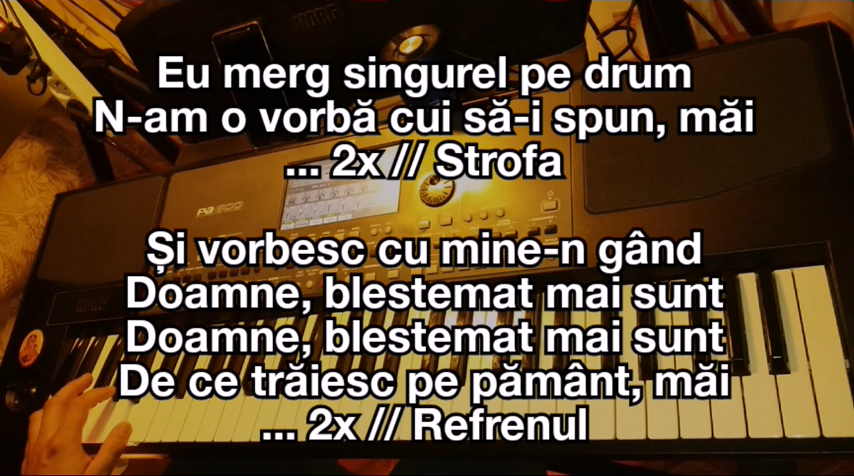 Eu merg singurel pe drum
N-am o vorbă cui să-i spun, măi
... 2x // Strofa
Și vorbesc cu mine-n gând
Doamne, blestemat mai sunt
Doamne, blestemat mai sunt
De ce trăiesc pe pământ, măi
... 2x // Refrenul